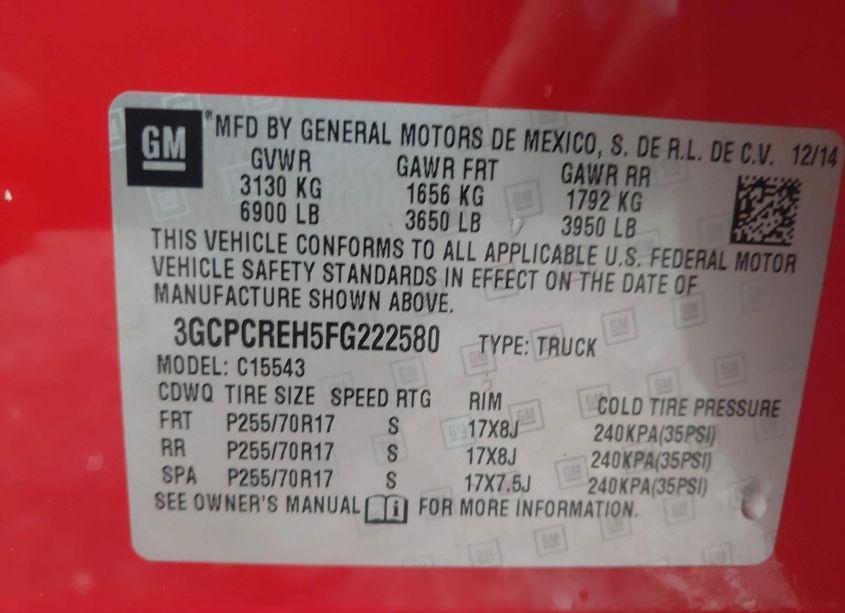 GM
®MFD BY GENERAL MOTORS DE MEXICO, S. DE R.L. DE C.V. 12/14
GVWR GAWR FRT GAWR RR
3130 KG 1656 KG 1792 KG
6900 LB 3650 LB 3950 LB
THIS VEHICLE CONFORMS TO ALL APPLICABLE U.S. FEDERAL MOTOR
VEHICLE SAFETY STANDARDS IN EFFECT ON THE DATE OF
MANUFACTURE SHOWN ABOVE.
3GCPCREH5FG222580 TYPE: TRUCK
MODEL: C15543
CDWQ TIRE SIZE SPEED RTG RIM COLD TIRE PRESSURE
FRT P255/70R17 S 17X8J 240KPA(35PSI)
RR P255/70R17 S 17X8J 240KPA(35PSI)
SPA P255/70R17 S 17X7.5J 240KPA(35PSI)
SEE OWNER'S MANUAL FOR MORE INFORMATION.